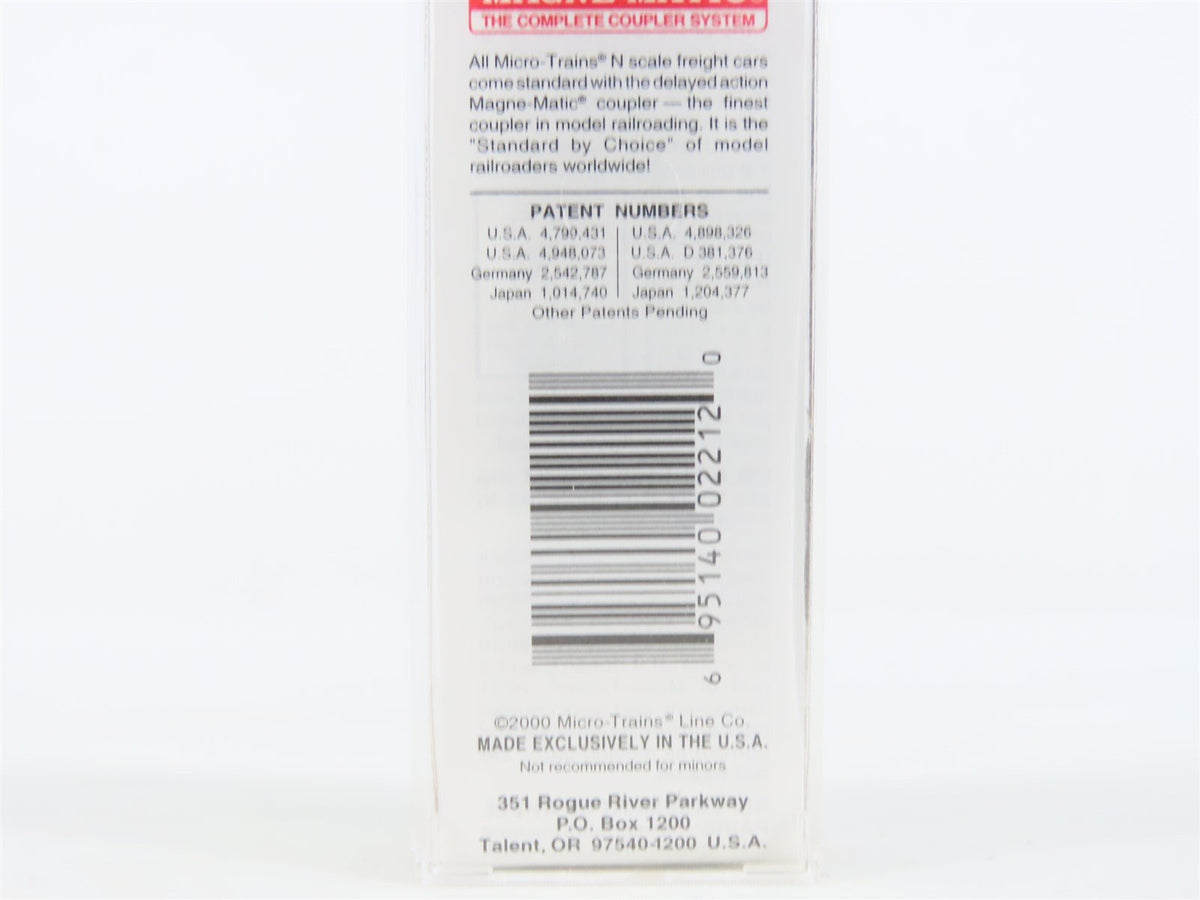 MAGNE-MATIC®
THE COMPLETE COUPLER SYSTEM
All Micro-Trains® N scale freight cars
come standard with the delayed action
Magne-Matic® coupler — the finest
coupler in model railroading. It is the
"Standard by Choice" of model
railroaders worldwide!
PATENT NUMBERS
U.S.A. 4,799,431 U.S.A. 4,898,326
U.S.A. 4,948,073 U.S.A. D 381,376
Germany 2,542,787 Germany 2,559,813
Japan 1,014,740 Japan 1,204,377
Other Patents Pending
6 95140 02212 0
©2000 Micro-Trains® Line Co.
MADE EXCLUSIVELY IN THE U.S.A.
Not recommended for minors
351 Rogue River Parkway
P.O. Box 1200
Talent, OR 97540-1200 U.S.A.